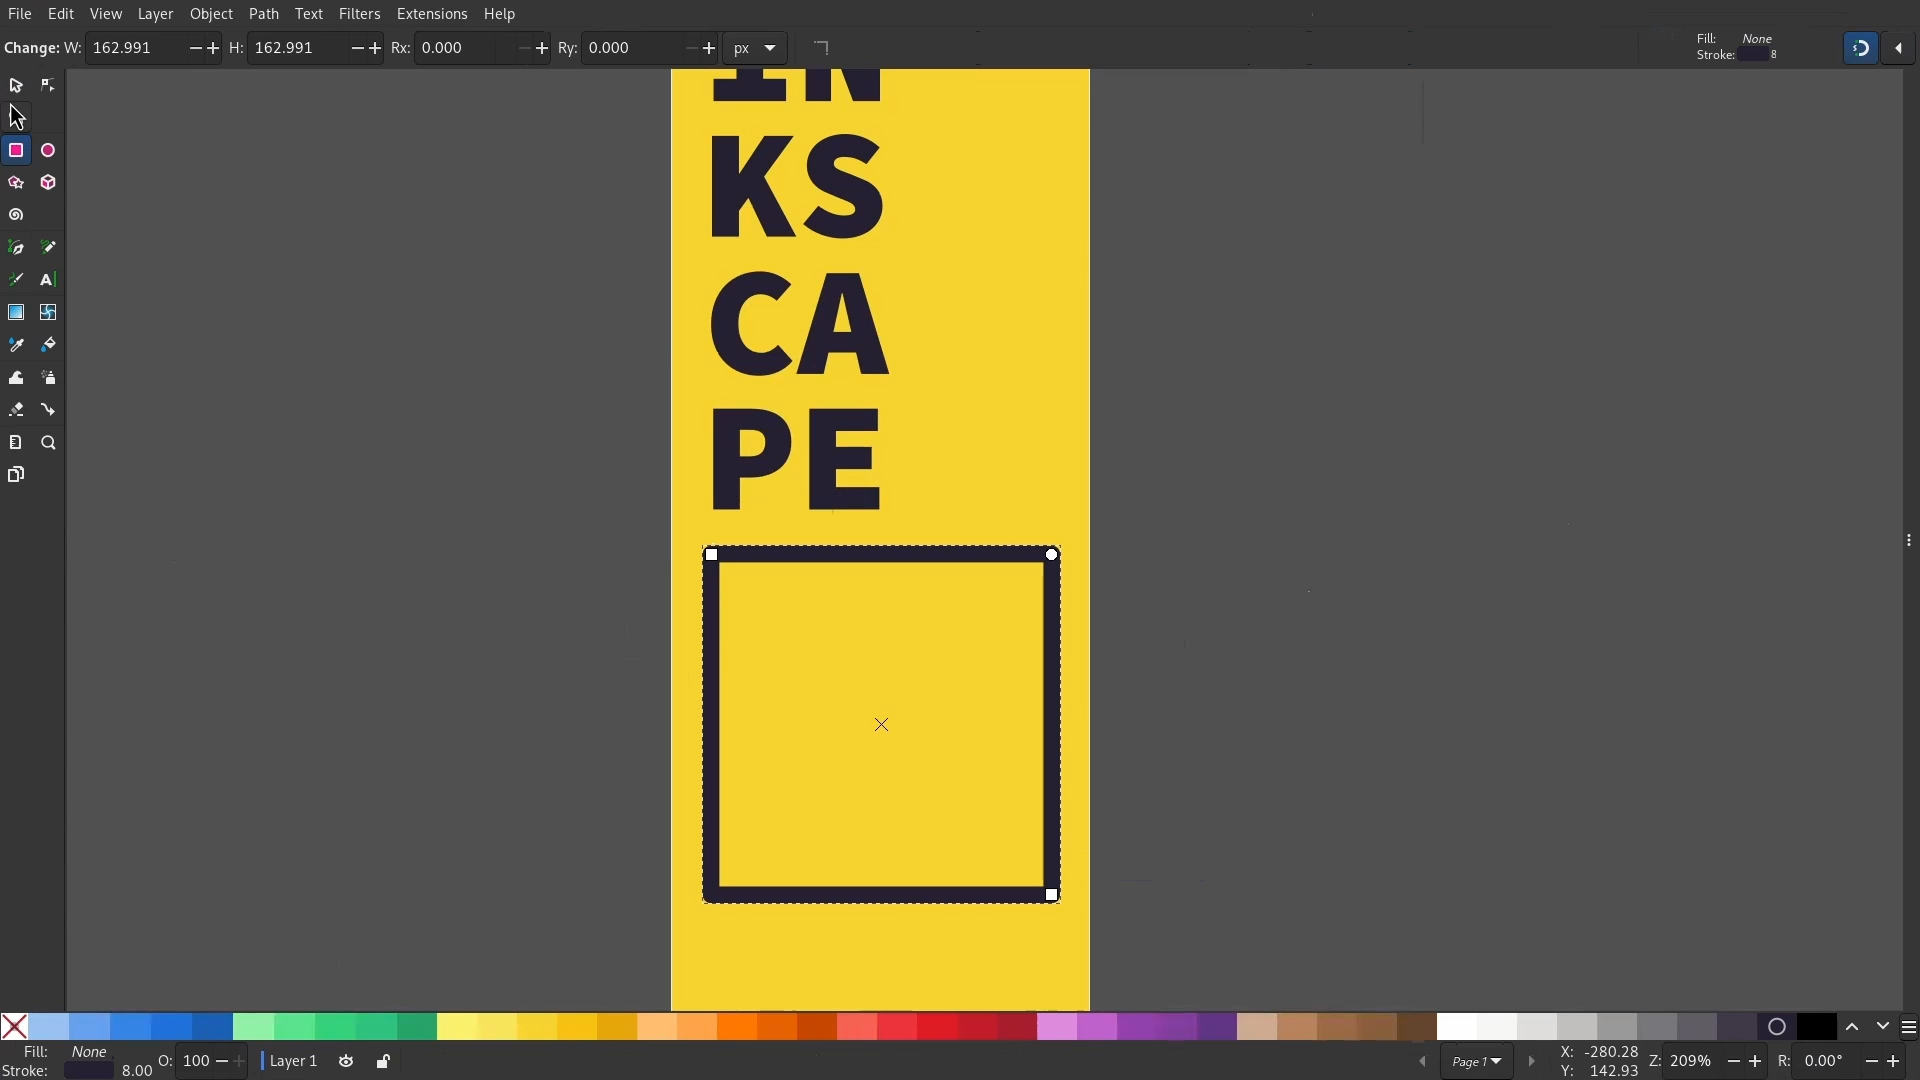 File Edit View Layer Object Path Text Filters Extensions Help
Change: W: 162.991 H: 162.991 Rx: 0.000 Ry: 0.000 px Fill: None
Stroke: 8
IN
KS
CA
PE
Fill: None O: 100 Layer 1 Page 1 X: -280.28 Z: 209% R: 0.00°
Stroke: 8.00 Y: 142.93